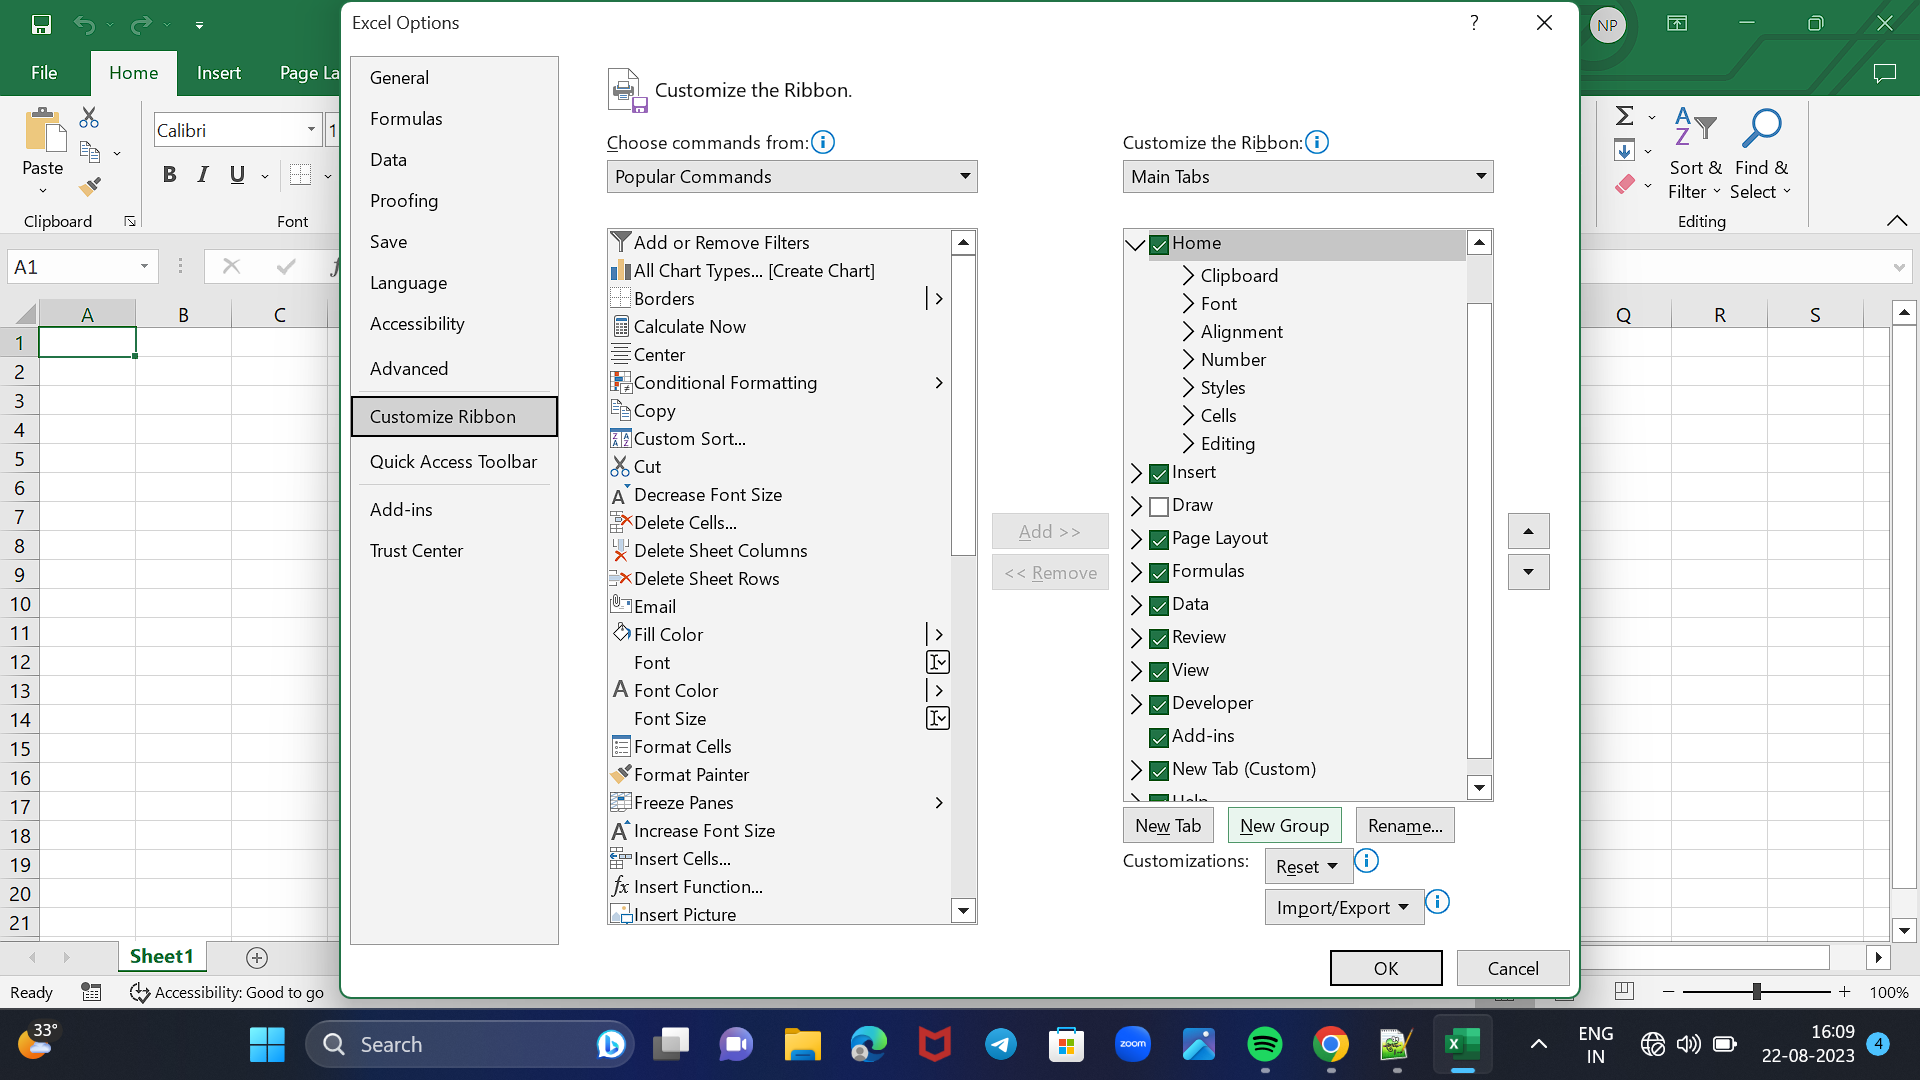 Excel Options
?
NP
File
Home
Insert
Page La
Paste
Clipboard
Calibri
1
B
I
U
Font
Sort &
Filter
Find &
Select
Editing
A1
A
B
C
Q
R
S
1
2
3
4
5
6
7
8
9
10
11
12
13
14
15
16
17
18
19
20
21
General
Formulas
Data
Proofing
Save
Language
Accessibility
Advanced
Customize Ribbon
Quick Access Toolbar
Add-ins
Trust Center
Customize the Ribbon.
Choose commands from:
Popular Commands
Add or Remove Filters
All Chart Types... [Create Chart]
Borders
Calculate Now
Center
Conditional Formatting
Copy
Custom Sort...
Cut
Decrease Font Size
Delete Cells...
Delete Sheet Columns
Delete Sheet Rows
Email
Fill Color
Font
Font Color
Font Size
Format Cells
Format Painter
Freeze Panes
Increase Font Size
Insert Cells...
Insert Function...
Insert Picture
Add >>
<< Remove
Customize the Ribbon:
Main Tabs
Home
Clipboard
Font
Alignment
Number
Styles
Cells
Editing
Insert
Draw
Page Layout
Formulas
Data
Review
View
Developer
Add-ins
New Tab (Custom)
Help
New Tab
New Group
Rename...
Customizations:
Reset
Import/Export
OK
Cancel
Sheet1
Ready
Accessibility: Good to go
100%
33°
Search
zoom
ENG
IN
16:09
22-08-2023
4